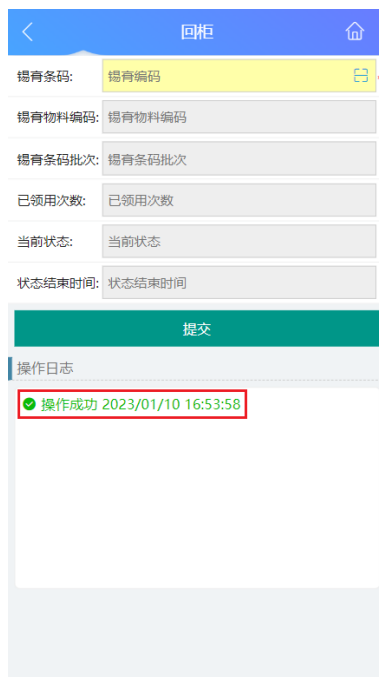 回柜
锡膏条码: 锡膏编码
锡膏物料编码: 锡膏物料编码
锡膏条码批次: 锡膏条码批次
已领用次数: 已领用次数
当前状态: 当前状态
状态结束时间: 状态结束时间
提交
操作日志
操作成功 2023/01/10 16:53:58